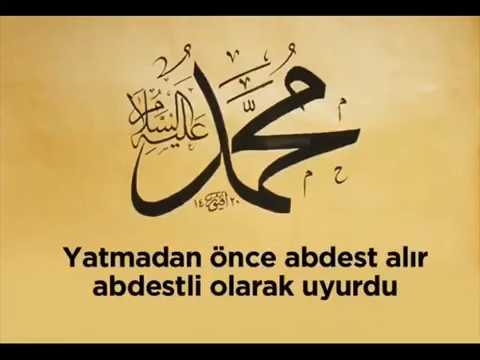 محمد
عليه السلام
Yatmadan önce abdest alır
abdestli olarak uyurdu